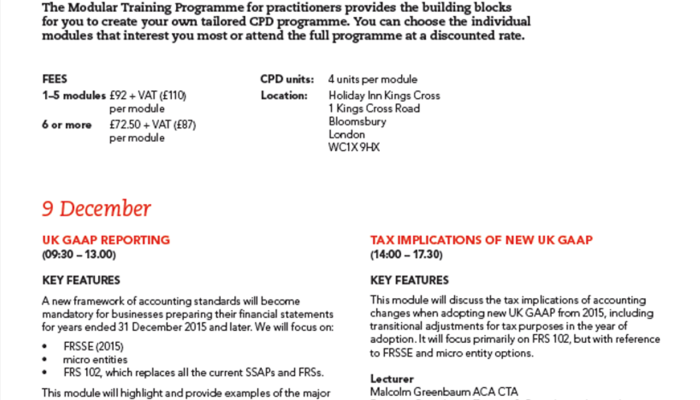 The Modular Training Programme for practitioners provides the building blocks
for you to create your own tailored CPD programme. You can choose the individual
modules that interest you most or attend the full programme at a discounted rate.
FEES
1–5 modules £92 + VAT (£110)
per module
6 or more £72.50 + VAT (£87)
per module
CPD units: 4 units per module
Location: Holiday Inn Kings Cross
1 Kings Cross Road
Bloomsbury
London
WC1X 9HX
9 December
UK GAAP REPORTING
(09:30 – 13.00)
KEY FEATURES
A new framework of accounting standards will become
mandatory for businesses preparing their financial statements
for years ended 31 December 2015 and later. We will focus on:
• FRSSE (2015)
• micro entities
• FRS 102, which replaces all the current SSAPs and FRSs.
This module will highlight and provide examples of the major
TAX IMPLICATIONS OF NEW UK GAAP
(14:00 – 17.30)
KEY FEATURES
This module will discuss the tax implications of accounting
changes when adopting new UK GAAP from 2015, including
transitional adjustments for tax purposes in the year of
adoption. It will focus primarily on FRS 102, but with reference
to FRSSE and micro entity options.
Lecturer
Malcolm Greenbaum ACA CTA